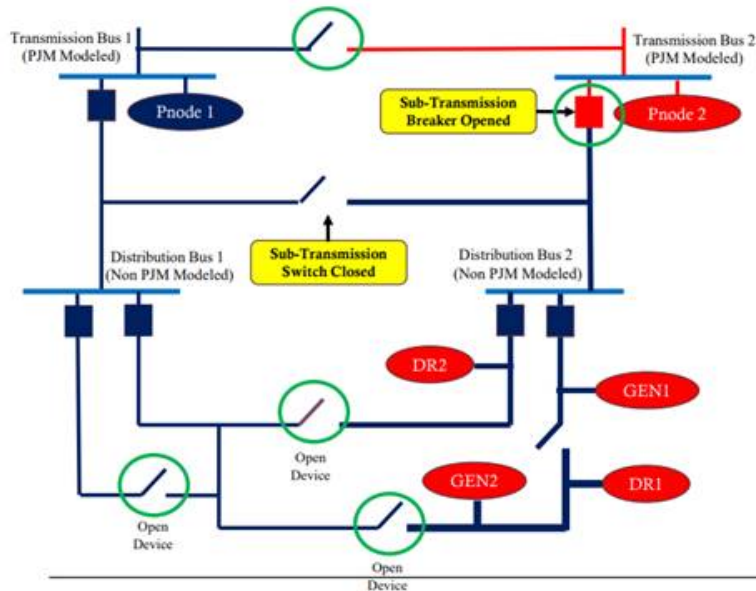 Transmission Bus 1
(PJM Modeled)
Transmission Bus 2
(PJM Modeled)
Pnode 1
Sub-Transmission
Breaker Opened
Pnode 2
Distribution Bus 1
(Non PJM Modeled)
Sub-Transmission
Switch Closed
Distribution Bus 2
(Non PJM Modeled)
DR2
GEN1
Open
Device
GEN2
DR1
Open
Device
Open
Device